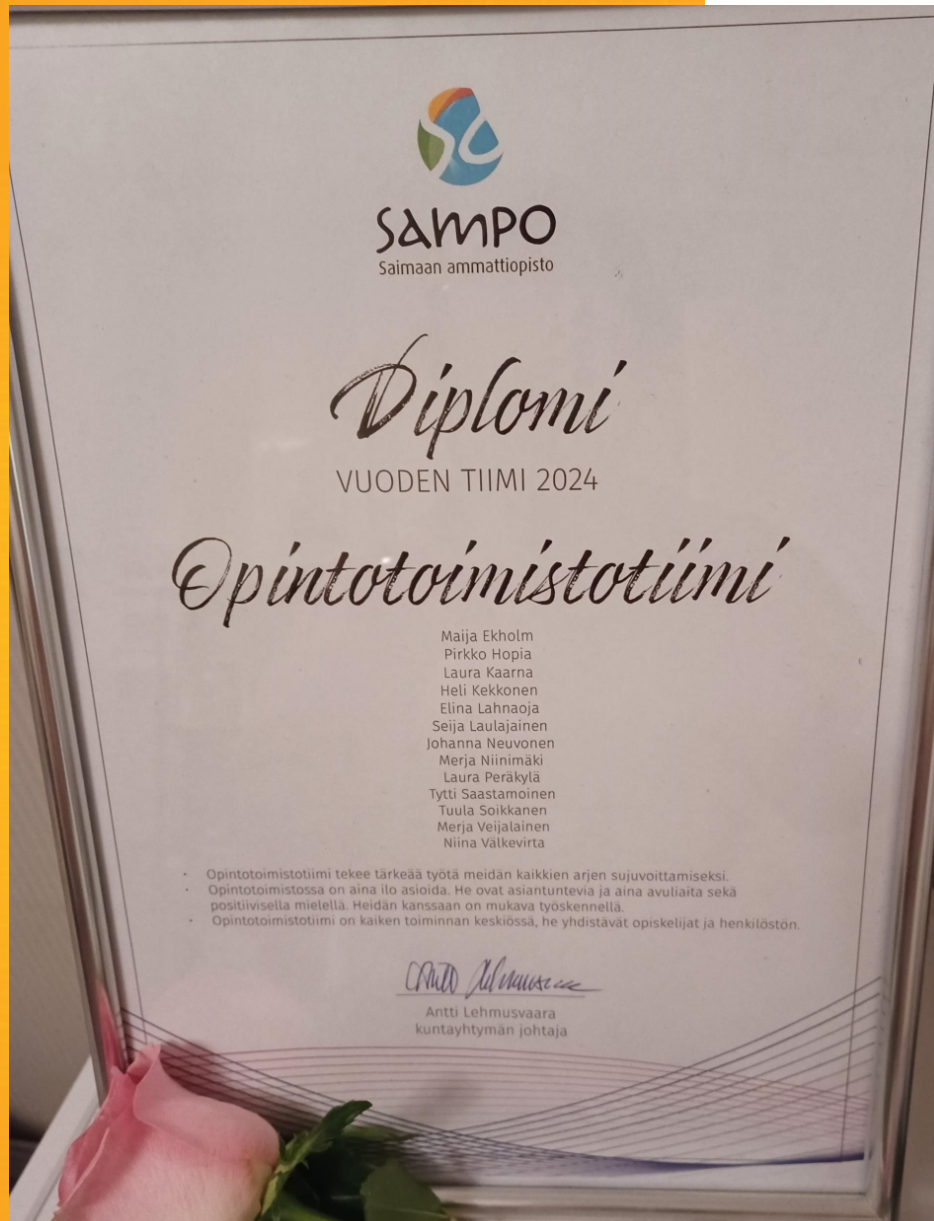 SAMPO
Saimaan ammattiopisto
Diplomi
VUODEN TIIMI 2024
Opintotoimistotiimi
Maija Ekholm
Pirkko Hopia
Laura Kaarna
Heli Kekkonen
Elina Lahnaoja
Seija Laulajainen
Johanna Neuvonen
Merja Niinimäki
Laura Peräkylä
Tytti Saastamoinen
Tuula Soikkanen
Merja Veijalainen
Niina Välkevirta
• Opintotoimistotiimi tekee tärkeää työtä meidän kaikkien arjen sujuvoittamiseksi.
• Opintotoimistossa on aina ilo asioida. He ovat asiantuntevia ja aina avuliaita sekä
positiivisella mielellä. Heidän kanssaan on mukava työskennellä.
• Opintotoimistotiimi on kaiken toiminnan keskiössä, he yhdistävät opiskelijat ja henkilöstön.
Antti Lehmusvaara
kuntayhtymän johtaja